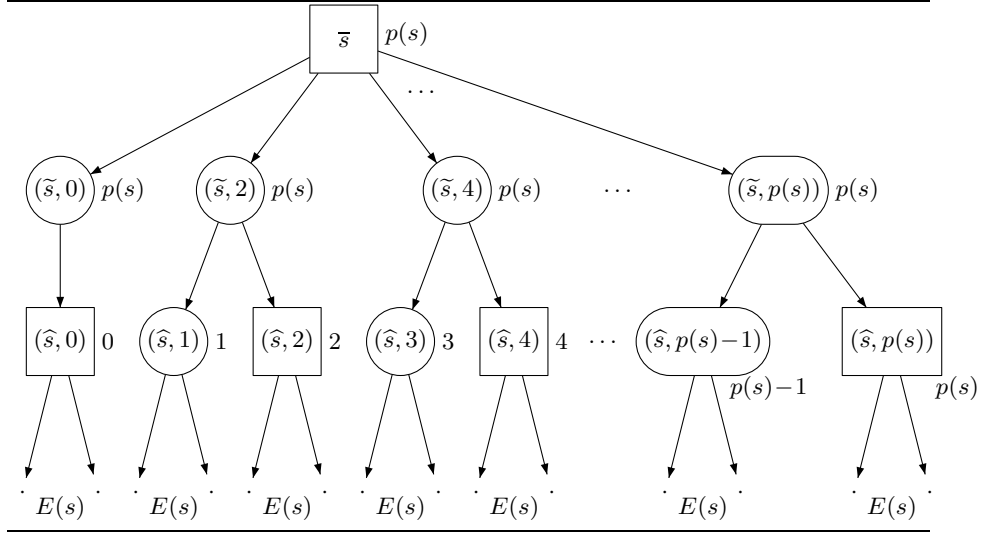 s̅ p(s)
...
(s̃, 0) p(s) (s̃, 2) p(s) (s̃, 4) p(s) ... (s̃, p(s)) p(s)
(ŝ, 0) 0 (ŝ, 1) 1 (ŝ, 2) 2 (ŝ, 3) 3 (ŝ, 4) 4 ... (ŝ, p(s)−1) (ŝ, p(s))
p(s)−1 p(s)
. . . . . . . . . . . . . .
E(s) E(s) E(s) E(s) E(s) E(s) E(s)